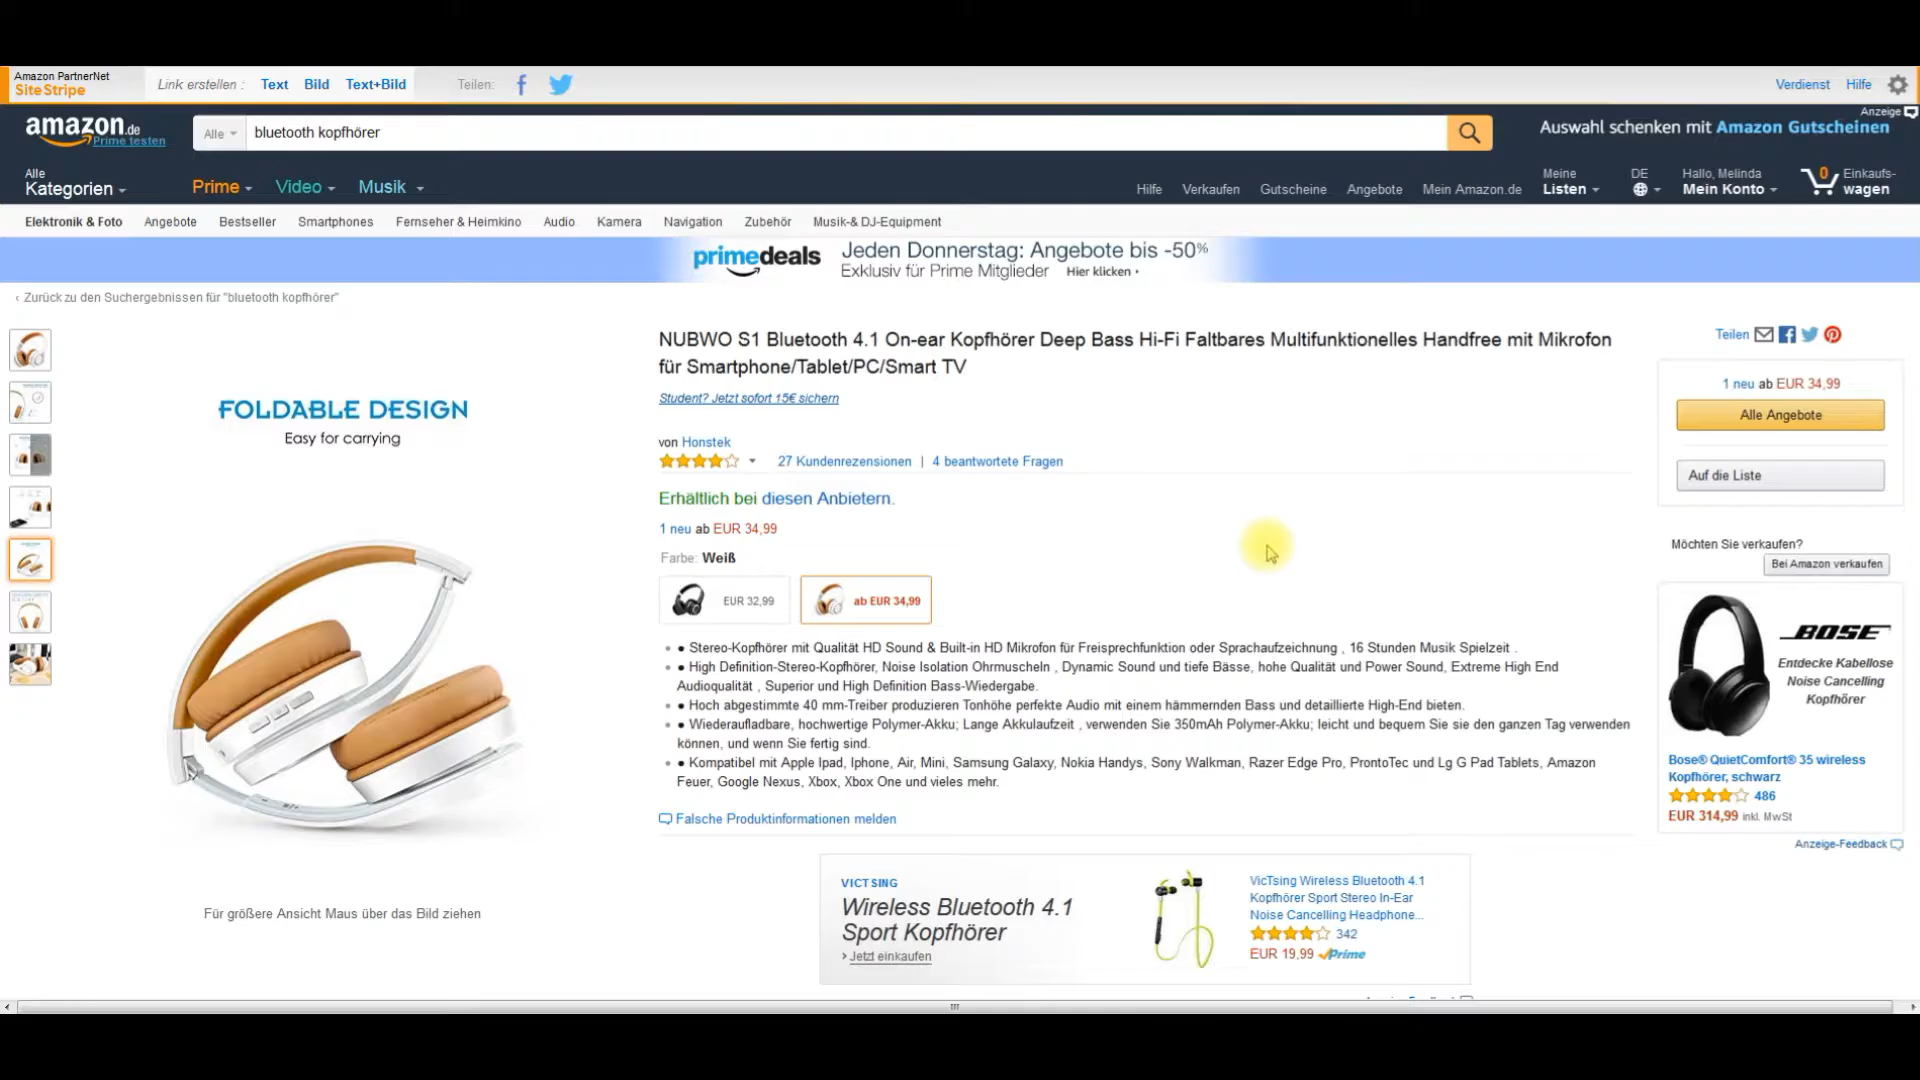 Amazon PartnerNet
SiteStripe
Link erstellen : Text Bild Text+Bild Teilen:
Verdienst Hilfe
amazon.de
Prime testen
Alle bluetooth kopfhörer
Anzeige
Auswahl schenken mit Amazon Gutscheinen
Alle
Kategorien
Prime Video Musik
Hilfe Verkaufen Gutscheine Angebote Mein Amazon.de
Meine
Listen
DE
Hallo, Melinda
Mein Konto
0 Einkaufs-
wagen
Elektronik & Foto Angebote Bestseller Smartphones Fernseher & Heimkino Audio Kamera Navigation Zubehör Musik-& DJ-Equipment
primedeals
Jeden Donnerstag: Angebote bis -50%
Exklusiv für Prime Mitglieder Hier klicken ›
‹ Zurück zu den Suchergebnissen für "bluetooth kopfhörer"
FOLDABLE DESIGN
Easy for carrying
Für größere Ansicht Maus über das Bild ziehen
NUBWO S1 Bluetooth 4.1 On-ear Kopfhörer Deep Bass Hi-Fi Faltbares Multifunktionelles Handfree mit Mikrofon
für Smartphone/Tablet/PC/Smart TV
Student? Jetzt sofort 15€ sichern
von Honstek
27 Kundenrezensionen | 4 beantwortete Fragen
Erhältlich bei diesen Anbietern.
1 neu ab EUR 34,99
Farbe: Weiß
EUR 32,99
ab EUR 34,99
• ● Stereo-Kopfhörer mit Qualität HD Sound & Built-in HD Mikrofon für Freisprechfunktion oder Sprachaufzeichnung , 16 Stunden Musik Spielzeit .
• ● High Definition-Stereo-Kopfhörer, Noise Isolation Ohrmuscheln , Dynamic Sound und tiefe Bässe, hohe Qualität und Power Sound, Extreme High End
Audioqualität , Superior und High Definition Bass-Wiedergabe.
• ● Hoch abgestimmte 40 mm-Treiber produzieren Tonhöhe perfekte Audio mit einem hämmernden Bass und detaillierte High-End bieten.
• ● Wiederaufladbare, hochwertige Polymer-Akku; Lange Akkulaufzeit , verwenden Sie 350mAh Polymer-Akku; leicht und bequem Sie sie den ganzen Tag verwenden
können, und wenn Sie fertig sind.
• ● Kompatibel mit Apple Ipad, Iphone, Air, Mini, Samsung Galaxy, Nokia Handys, Sony Walkman, Razer Edge Pro, ProntoTec und Lg G Pad Tablets, Amazon
Feuer, Google Nexus, Xbox, Xbox One und vieles mehr.
Falsche Produktinformationen melden
VICTSING
Wireless Bluetooth 4.1
Sport Kopfhörer
› Jetzt einkaufen
VicTsing Wireless Bluetooth 4.1
Kopfhörer Sport Stereo In-Ear
Noise Cancelling Headphone...
342
EUR 19,99 Prime
Teilen
1 neu ab EUR 34,99
Alle Angebote
Auf die Liste
Möchten Sie verkaufen?
Bei Amazon verkaufen
BOSE
Entdecke Kabellose
Noise Cancelling
Kopfhörer
Bose® QuietComfort® 35 wireless
Kopfhörer, schwarz
486
EUR 314,99 inkl. MwSt
Anzeige-Feedback